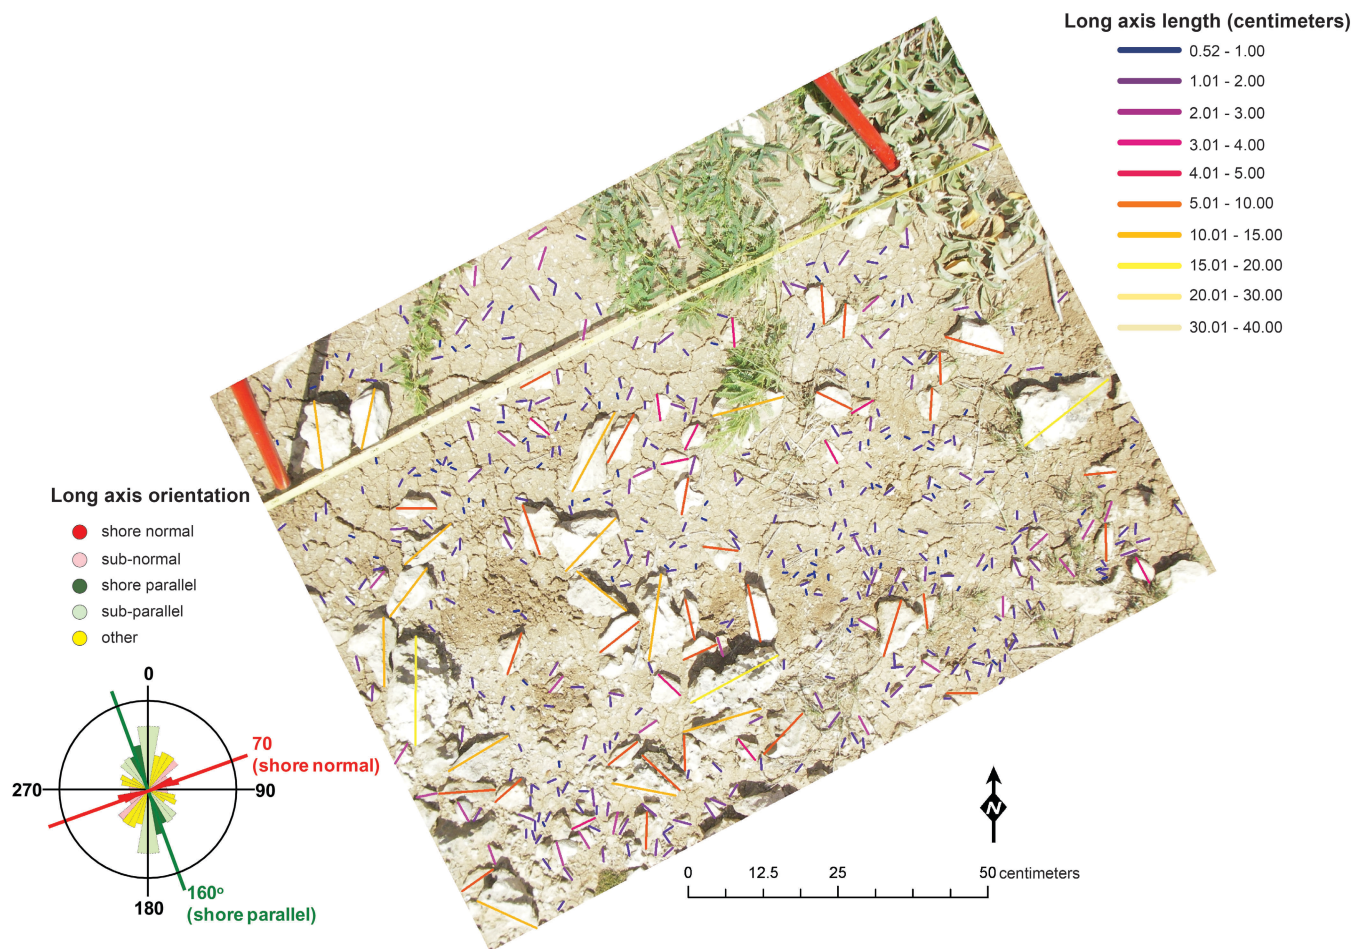 Long axis length (centimeters)
0.52 - 1.00
1.01 - 2.00
2.01 - 3.00
3.01 - 4.00
4.01 - 5.00
5.01 - 10.00
10.01 - 15.00
15.01 - 20.00
20.01 - 30.00
30.01 - 40.00
Long axis orientation
shore normal
sub-normal
shore parallel
sub-parallel
other
0
70
(shore normal)
270
90
160°
(shore parallel)
180
N
0 12.5 25 50 centimeters